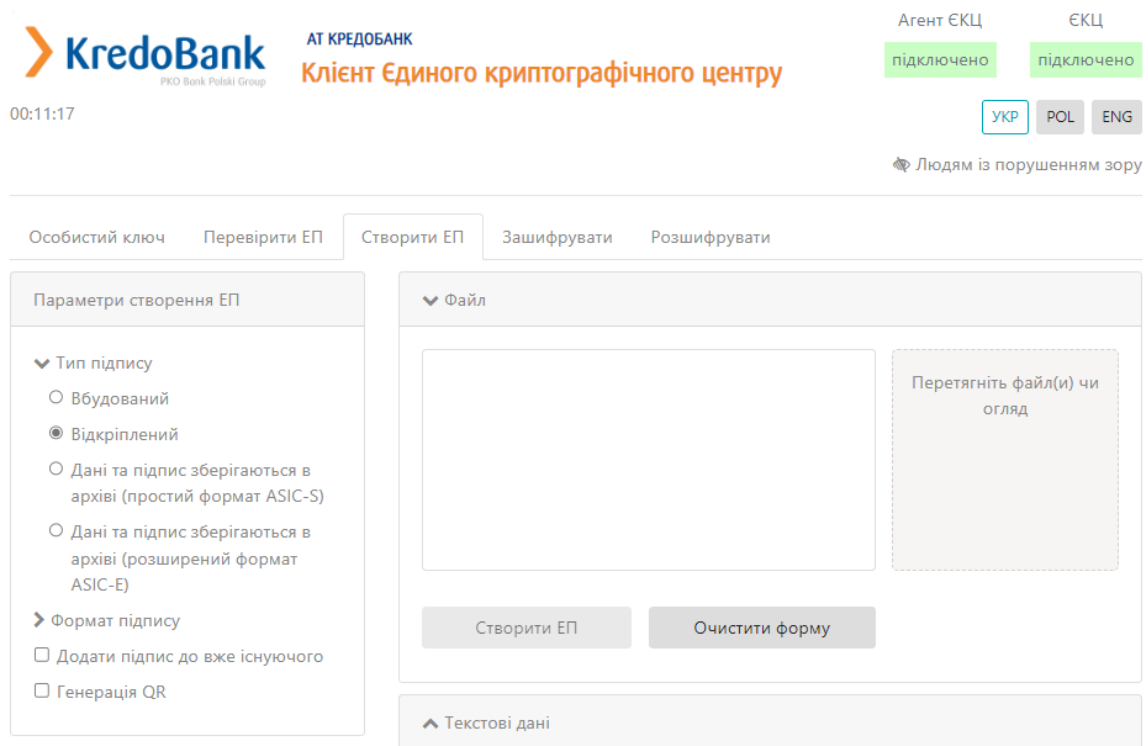 KredoBank
PKO Bank Polski Group
АТ КРЕДОБАНК
Клієнт Єдиного криптографічного центру
Агент ЄКЦ
ЄКЦ
підключено
підключено
00:11:17
УКР
POL
ENG
Людям із порушенням зору
Особистий ключ
Перевірити ЕП
Створити ЕП
Зашифрувати
Розшифрувати
Параметри створення ЕП
Тип підпису
Вбудований
Відкріплений
Дані та підпис зберігаються в
архіві (простий формат ASIC-S)
Дані та підпис зберігаються в
архіві (розширений формат
ASIC-E)
Формат підпису
Додати підпис до вже існуючого
Генерація QR
Файл
Перетягніть файл(и) чи
огляд
Створити ЕП
Очистити форму
Текстові дані